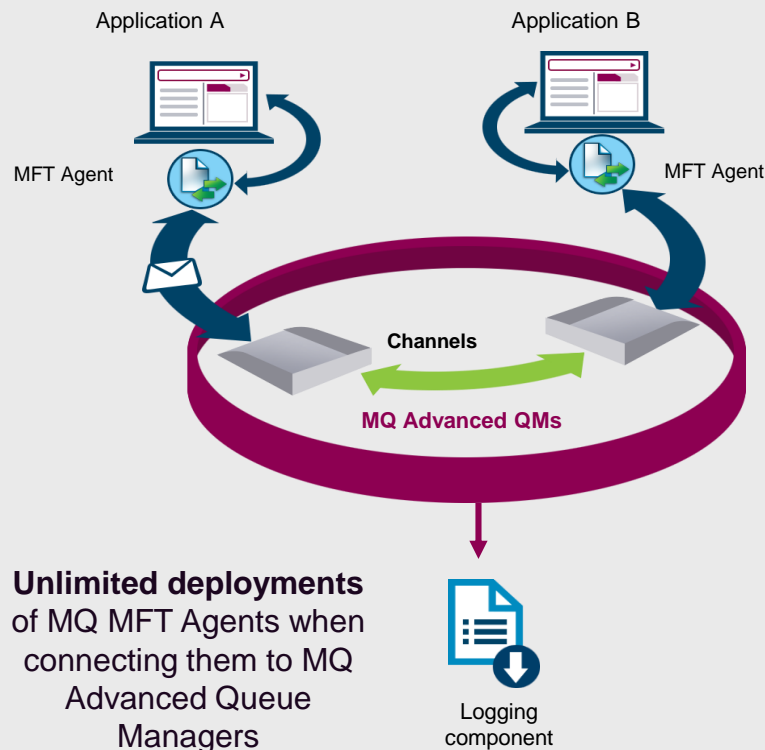 Application A
Application B
MFT Agent
MFT Agent
Channels
MQ Advanced QMs
Unlimited deployments
of MQ MFT Agents when
connecting them to MQ
Advanced Queue
Managers
Logging
component